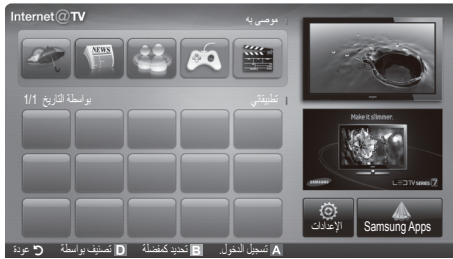 Internet@TV
موصى به
NEWS
تطبيقاتي
بواسطة التاريخ 1/1
Make it slimmer.
SAMSUNG
LED TV SERIES 7
الإعدادات
Samsung Apps
A تسجيل الدخول. B تحديد كمفضلة D تصنيف بواسطة عودة